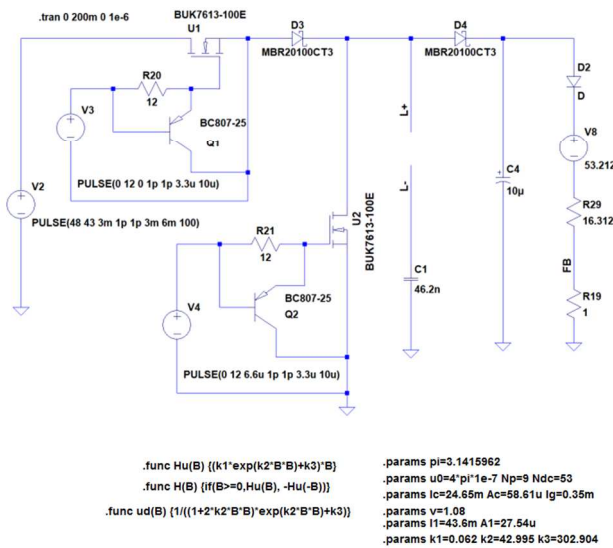 .tran 0 200m 0 1e-6
BUK7613-100E
U1
D3
MBR20100CT3
D4
MBR20100CT3
R20
12
V3
BC807-25
Q1
PULSE(0 12 0 1p 1p 3.3u 10u)
V2
PULSE(48 43 3m 1p 1p 3m 6m 100)
L+
L-
D2
D
V8
53.212
C4
10µ
R29
16.312
FB
R19
1
U2
BUK7613-100E
R21
12
V4
BC807-25
Q2
PULSE(0 12 6.6u 1p 1p 3.3u 10u)
C1
46.2n
.func Hu(B) {(k1*exp(k2*B*B)+k3)*B}
.func H(B) {if(B>=0,Hu(B), -Hu(-B))}
.func ud(B) {1/((1+2*k2*B*B)*exp(k2*B*B)+k3)}
.params pi=3.1415962
.params u0=4*pi*1e-7 Np=9 Ndc=53
.params lc=24.65m Ac=58.61u lg=0.35m
.params v=1.08
.params l1=43.6m A1=27.54u
.params k1=0.062 k2=42.995 k3=302.904